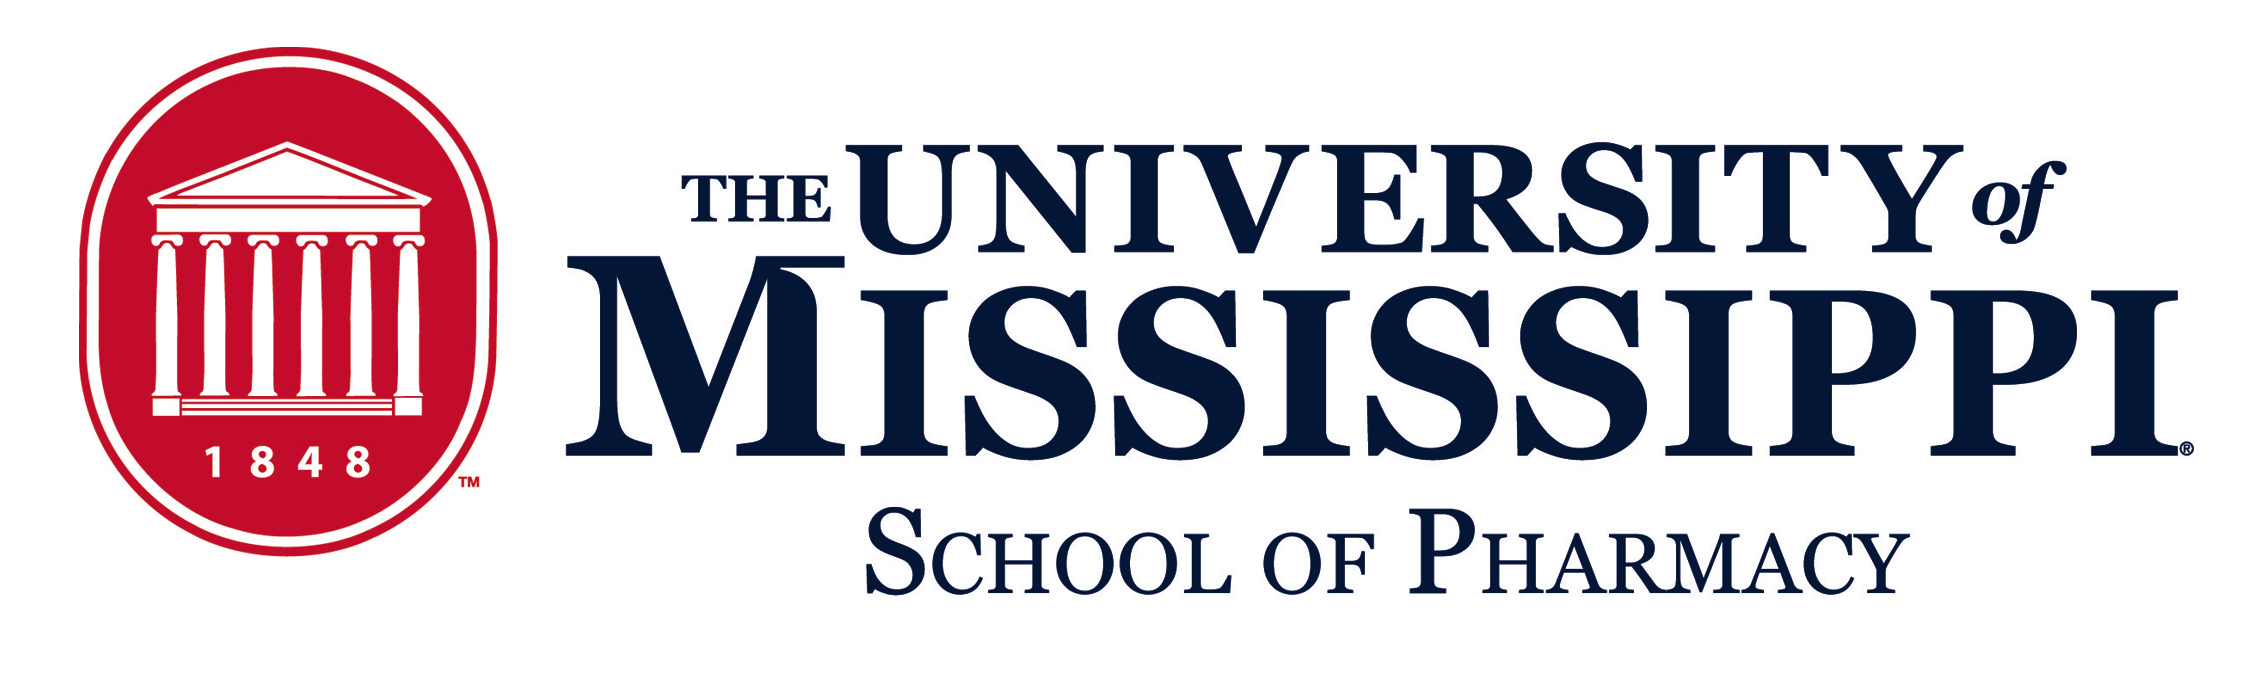 1848
™
THE UNIVERSITY of
MISSISSIPPI®
SCHOOL OF PHARMACY